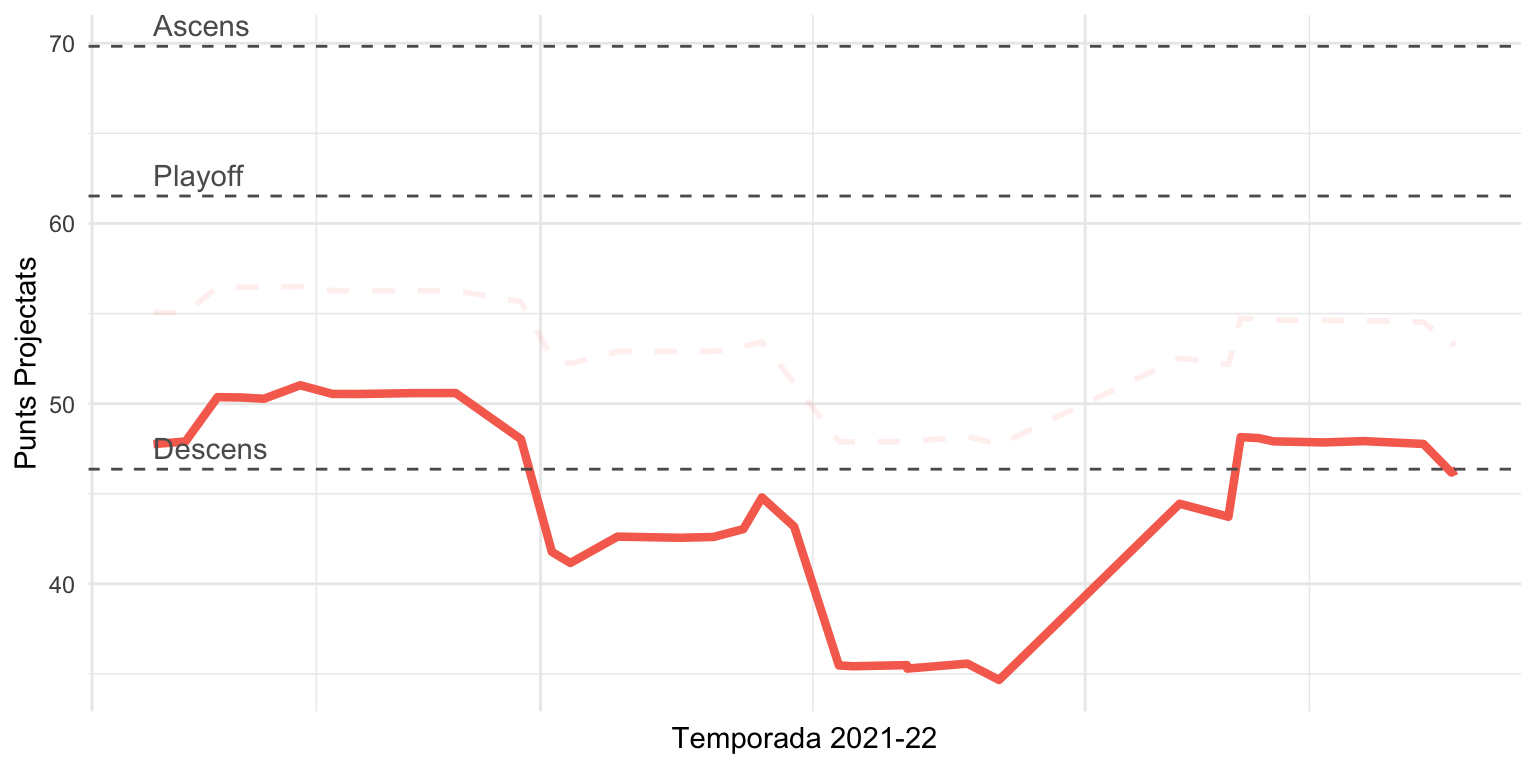 Ascens
70
Playoff
60
50
Descens
40
Punts Projectats
Temporada 2021-22